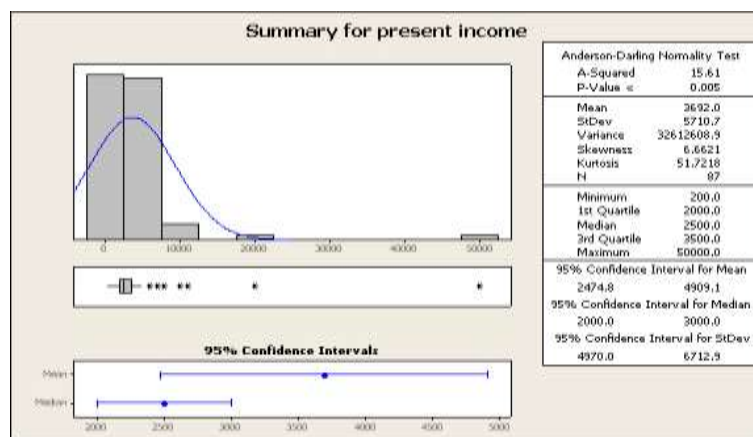 Summary for present income
0 10000 20000 30000 40000 50000
95% Confidence Intervals
Mean
Median
2000 2500 3000 3500 4000 4500 5000
Anderson-Darling Normality Test
A-Squared 15.61
P-Value < 0.005
Mean 3692.0
StDev 5710.7
Variance 32612608.9
Skewness 6.6621
Kurtosis 51.7218
N 87
Minimum 200.0
1st Quartile 2000.0
Median 2500.0
3rd Quartile 3500.0
Maximum 50000.0
95% Confidence Interval for Mean
2474.8 4909.1
95% Confidence Interval for Median
2000.0 3000.0
95% Confidence Interval for StDev
4970.0 6712.9